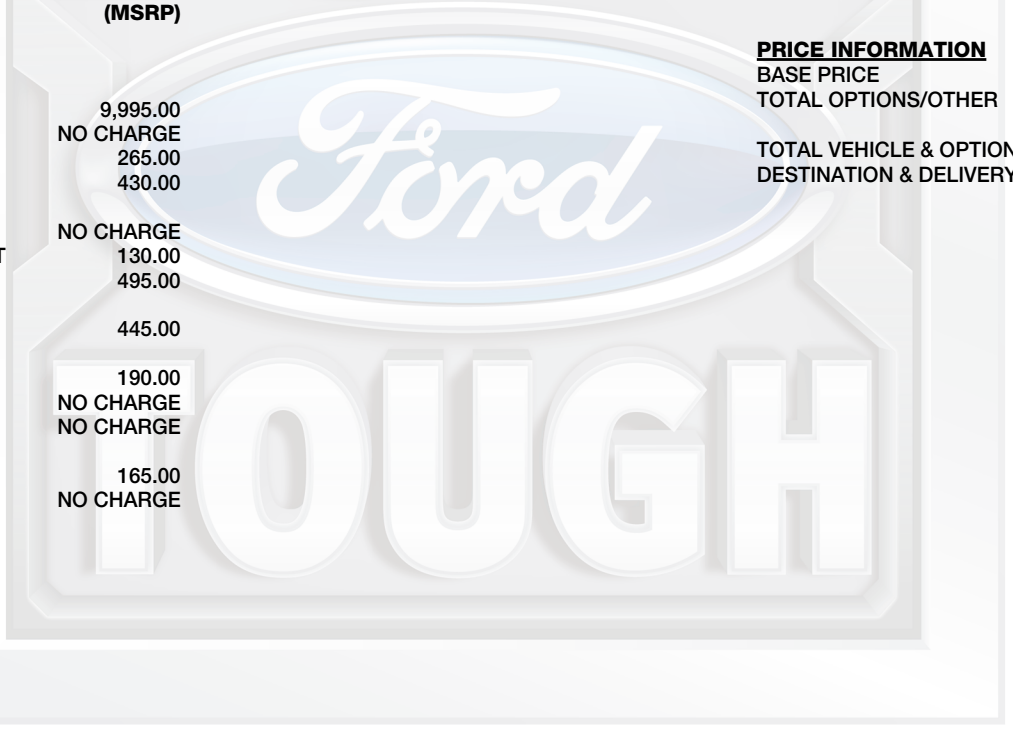 (MSRP)
9,995.00
NO CHARGE
265.00
430.00
NO CHARGE
T 130.00
495.00
445.00
190.00
NO CHARGE
NO CHARGE
165.00
NO CHARGE
PRICE INFORMATION
BASE PRICE
TOTAL OPTIONS/OTHER
TOTAL VEHICLE & OPTION
DESTINATION & DELIVERY
Ford
TOUGH